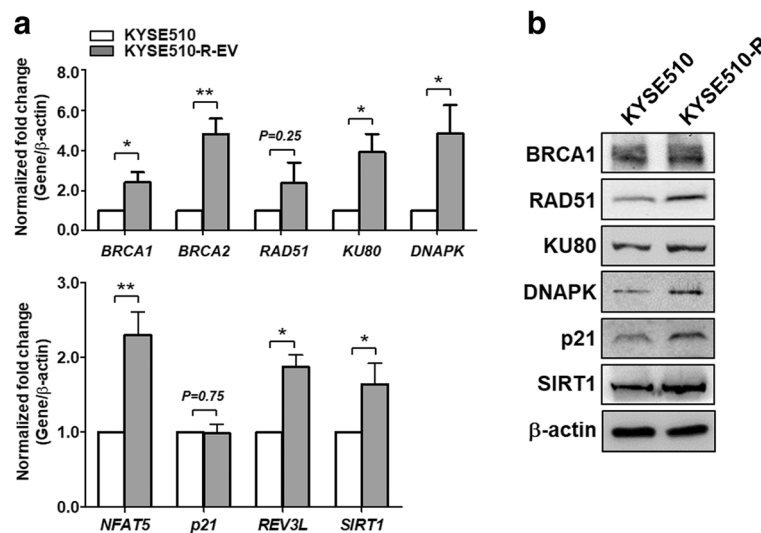 a
KYSE510
KYSE510-R-EV
Normalized fold change
(Gene/β-actin)
8.0
6.0
4.0
2.0
0.0
*
**
P=0.25
*
*
BRCA1 BRCA2 RAD51 KU80 DNAPK
Normalized fold change
(Gene/β-actin)
3.0
2.0
1.0
0.0
**
P=0.75
*
*
NFAT5 p21 REV3L SIRT1
b
KYSE510
KYSE510-R
BRCA1
RAD51
KU80
DNAPK
p21
SIRT1
β-actin